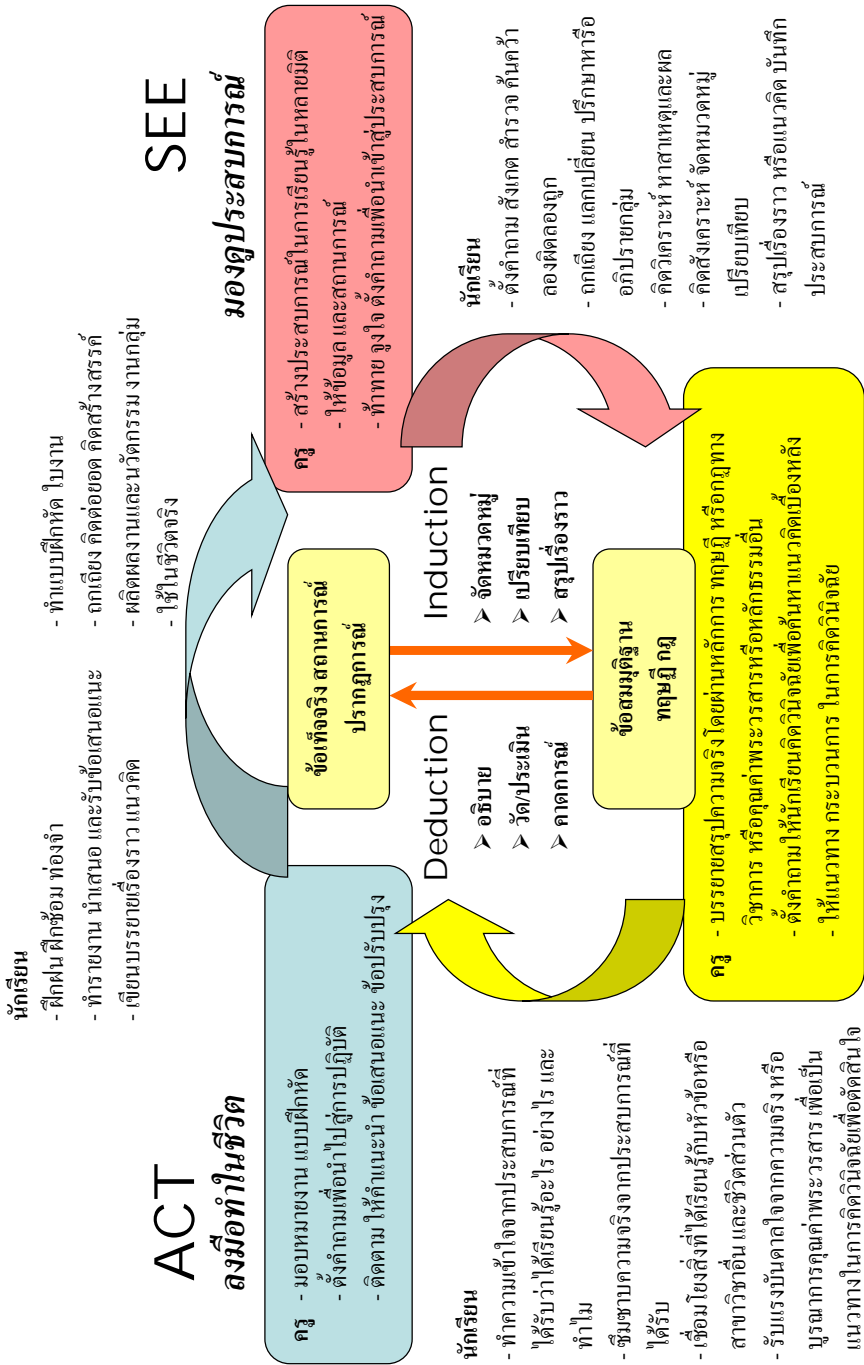 ACT
ลงมือทำในชีวิต
ครู - มอบหมายงาน แบบฝึกหัด
- ตั้งคำถามเพื่อนำไปสู่การปฏิบัติ
- ติดตาม ให้คำแนะนำ ข้อเสนอแนะ ข้อปรับปรุง
นักเรียน
- ฝึกฝน ฝึกซ้อม ท่องจำ
- ทำรายงาน นำเสนอ และรับข้อเสนอแนะ
- เขียนบรรยายเรื่องราว แนวคิด
- ทำแบบฝึกหัด ใบงาน
- ถกเถียง คิดต่อยอด คิดสร้างสรรค์
- ผลิตผลงานและนวัตกรรม งานกลุ่ม
- ใช้ในชีวิตจริง
SEE
มองดูประสบการณ์
ครู - สร้างประสบการณ์ในการเรียนรู้ในหลายมิติ
- ให้ข้อมูล และสถานการณ์
- ท้าทาย จูงใจ ตั้งคำถามเพื่อนำเข้าสู่ประสบการณ์
ข้อเท็จจริง สถานการณ์
ปรากฏการณ์
Deduction
➢ อธิบาย
➢ วัด/ประเมิน
➢ คาดการณ์
Induction
➢ จัดหมวดหมู่
➢ เปรียบเทียบ
➢ สรุปเรื่องราว
ข้อสมมุติฐาน
ทฤษฎี กฎ
นักเรียน
- ทำความเข้าใจจากประสบการณ์ที่
ได้รับว่าได้เรียนรู้อะไร อย่างไร และ
ทำไม
- ซึมซาบความจริงจากประสบการณ์ที่
ได้รับ
- เชื่อมโยงสิ่งที่ได้เรียนรู้กับหัวข้อหรือ
สาขาวิชาอื่น และชีวิตส่วนตัว
- รับแรงบันดาลใจจากความจริง หรือ
บูรณาการคุณค่าพระวรสาร เพื่อเป็น
แนวทางในการคิดวินิจฉัยเพื่อตัดสินใจ
ครู - บรรยายสรุปความจริงโดยผ่านหลักการ ทฤษฎี หรือกฎทาง
วิชาการ หรือคุณค่าพระวรสารหรือหลักธรรมอื่น
- ตั้งคำถามให้นักเรียนคิดวินิจฉัยเพื่อค้นหาแนวคิดเบื้องหลัง
- ให้แนวทาง กระบวนการ ในการคิดวินิจฉัย
นักเรียน
- ตั้งคำถาม สังเกต สำรวจ ค้นคว้า
ลองผิดลองถูก
- ถกเถียง แลกเปลี่ยน ปรึกษาหารือ
อภิปรายกลุ่ม
- คิดวิเคราะห์ หาสาเหตุและผล
- คิดสังเคราะห์ จัดหมวดหมู่
เปรียบเทียบ
- สรุปเรื่องราว หรือแนวคิด บันทึก
ประสบการณ์